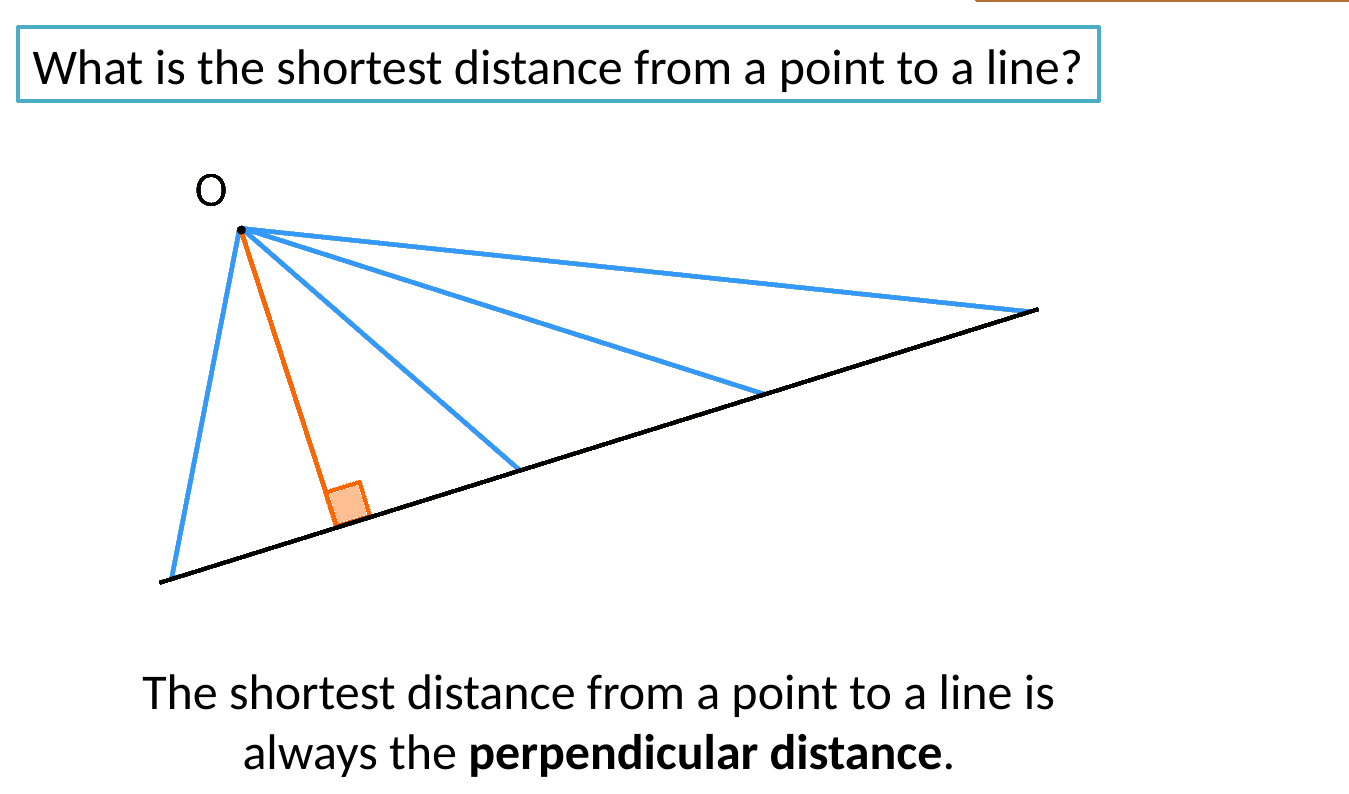 What is the shortest distance from a point to a line?
O
The shortest distance from a point to a line is
always the perpendicular distance.